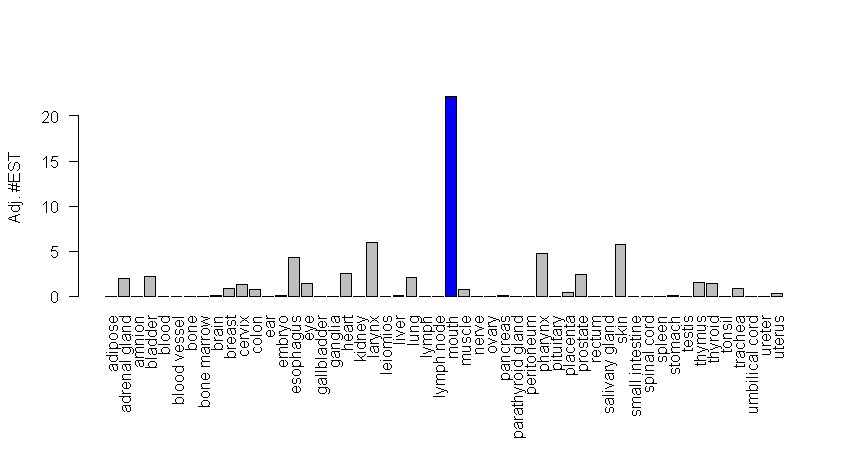 Adj. #EST
20
15
10
5
0
adipose
adrenal gland
amnion
bladder
blood
blood vessel
bone
bone marrow
brain
breast
cervix
colon
ear
embryo
esophagus
eye
gallbladder
ganglia
heart
kidney
larynx
leiomios
liver
lung
lymph
lymph node
mouth
muscle
nerve
ovary
pancreas
parathyroid gland
peritoneum
pharynx
pituitary
placenta
prostate
rectum
salivary gland
skin
small intestine
spinal cord
spleen
stomach
testis
thymus
thyroid
tonsil
trachea
umbilical cord
ureter
uterus